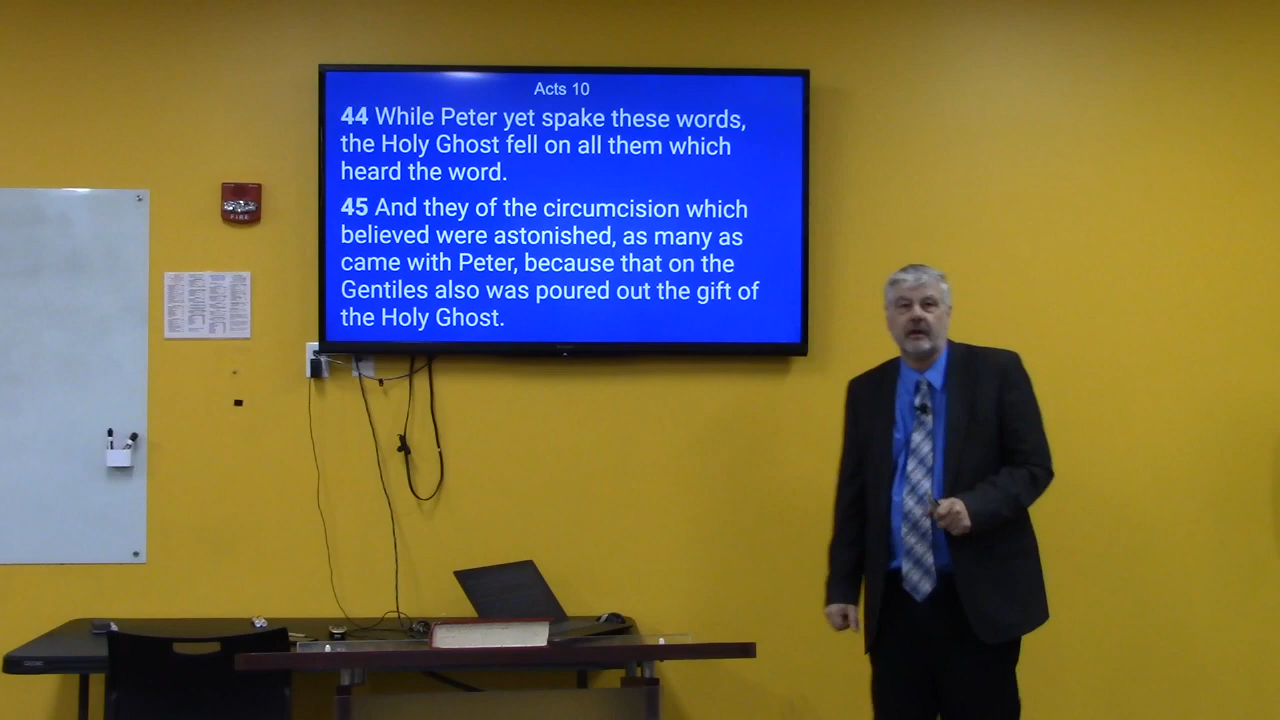 Acts 10
44 While Peter yet spake these words,
the Holy Ghost fell on all them which
heard the word.
45 And they of the circumcision which
believed were astonished, as many as
came with Peter, because that on the
Gentiles also was poured out the gift of
the Holy Ghost.
FIRE